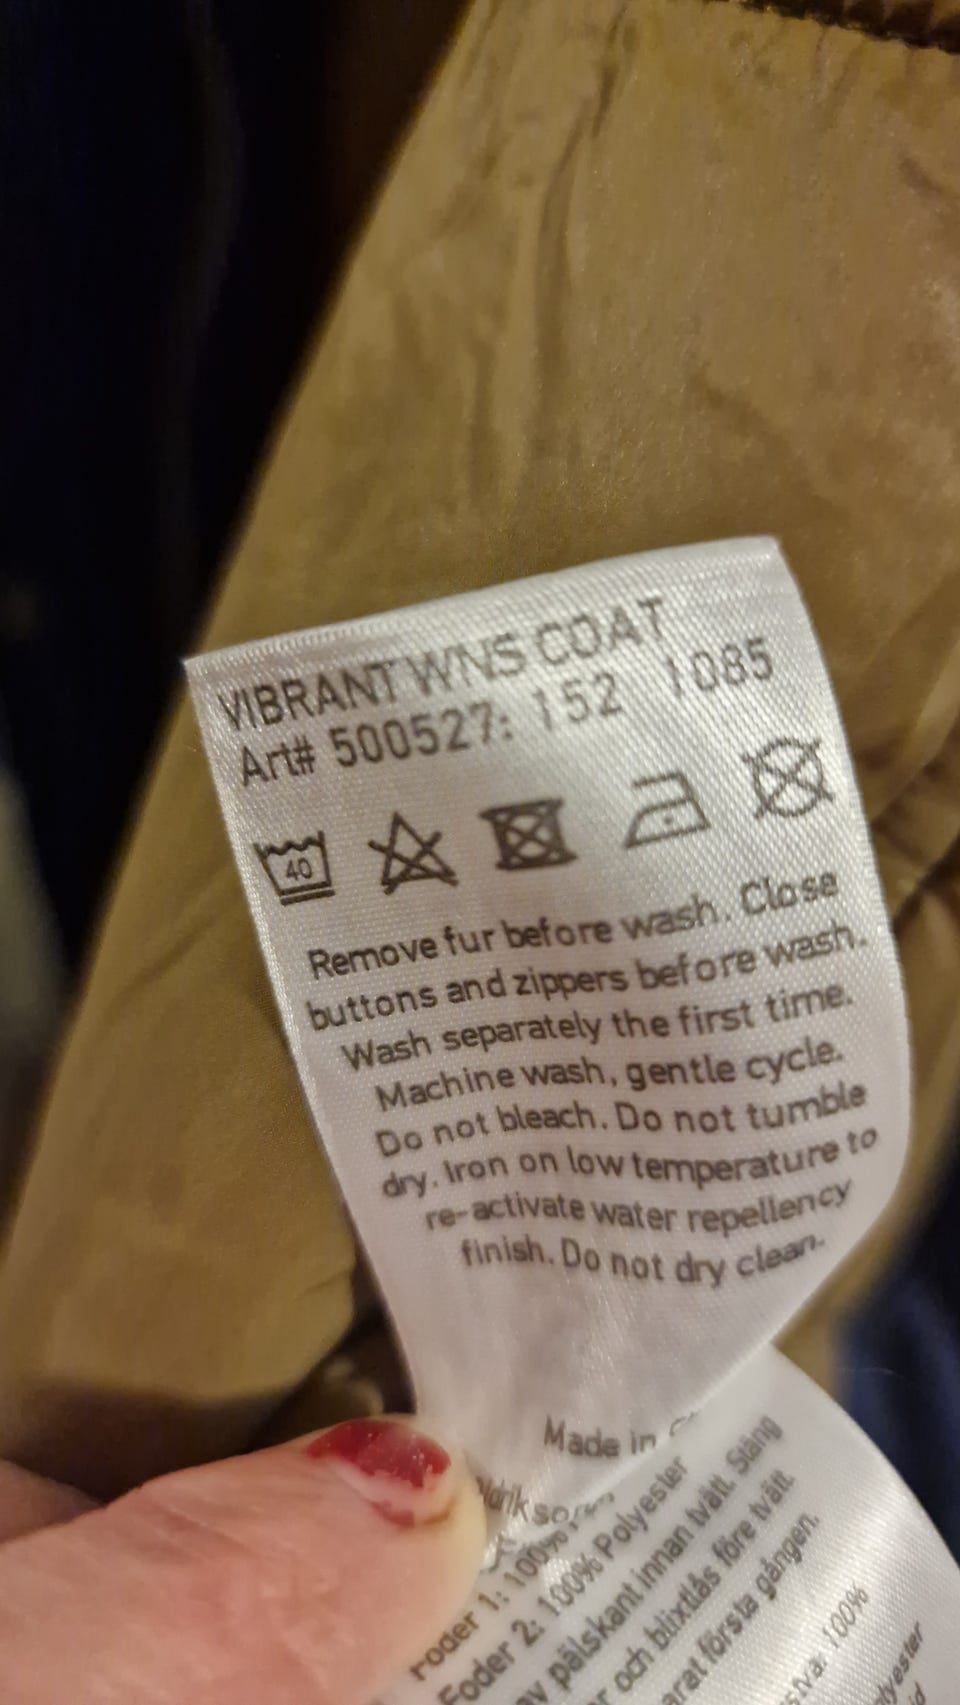 VIBRANT WNS COAT
Art# 500527: 152 1085
40
Remove fur before wash. Close
buttons and zippers before wash.
Wash separately the first time.
Machine wash, gentle cycle.
Do not bleach. Do not tumble
dry. Iron on low temperature to
re-activate water repellency
finish. Do not dry clean.
Made in
Foder 1: 100%
Foder 2: 100% Polyester
av pälskant innan tvätt. Stäng
och blixtlås före tvätt
första gången.
100%